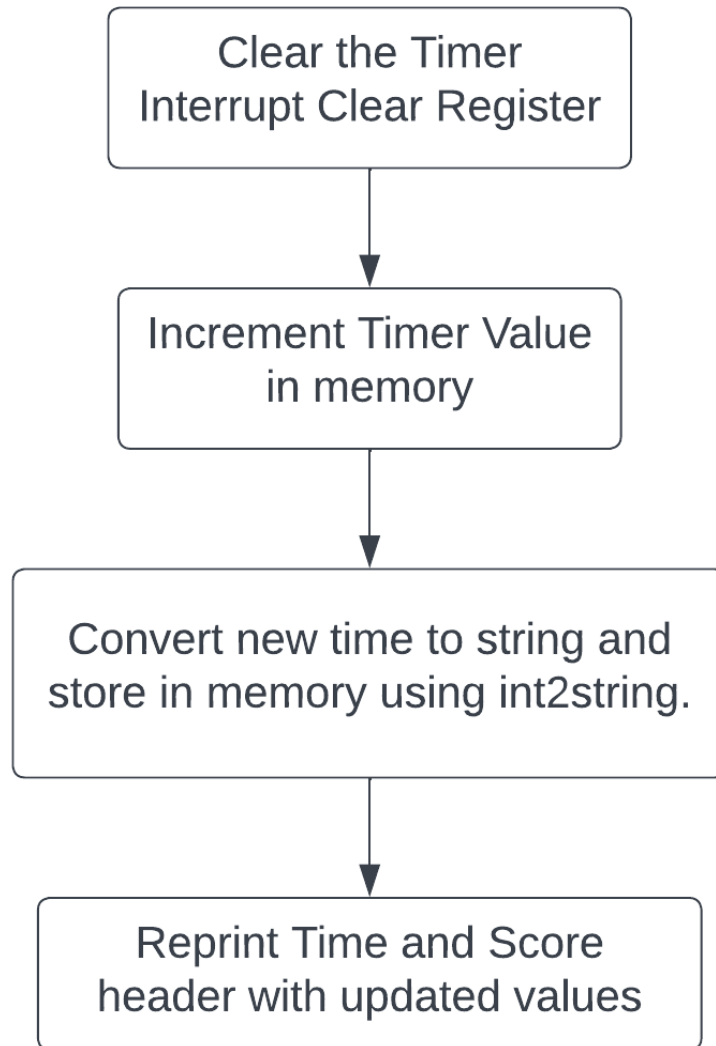 Clear the Timer
Interrupt Clear Register
Increment Timer Value
in memory
Convert new time to string and
store in memory using int2string.
Reprint Time and Score
header with updated values